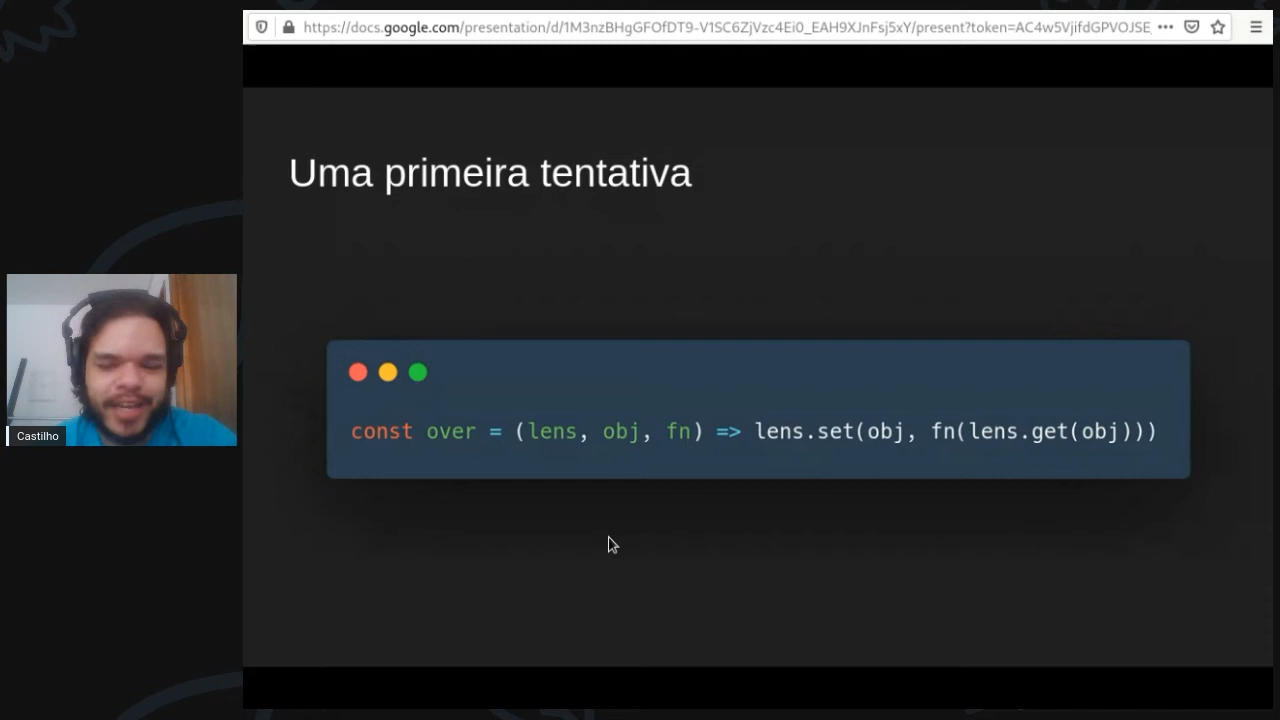 https://docs.google.com/presentation/d/1M3nzBHgGFOfDT9-V1SC6ZjVzc4Ei0_EAH9XJnFsj5xY/present?token=AC4w5VjifdGPVOJSE
Uma primeira tentativa
const over = (lens, obj, fn) => lens.set(obj, fn(lens.get(obj)))
Castilho